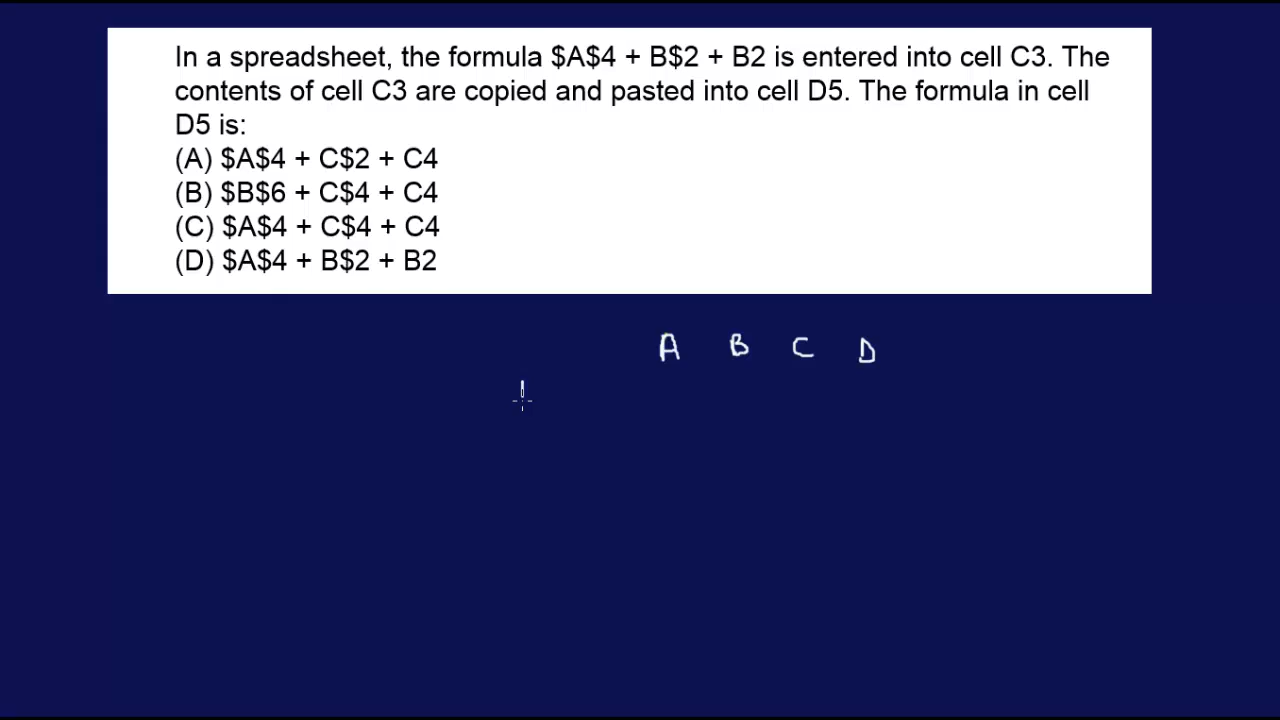 In a spreadsheet, the formula $A$4 + B$2 + B2 is entered into cell C3. The
contents of cell C3 are copied and pasted into cell D5. The formula in cell
D5 is:
(A) $A$4 + C$2 + C4
(B) $B$6 + C$4 + C4
(C) $A$4 + C$4 + C4
(D) $A$4 + B$2 + B2
A B C D